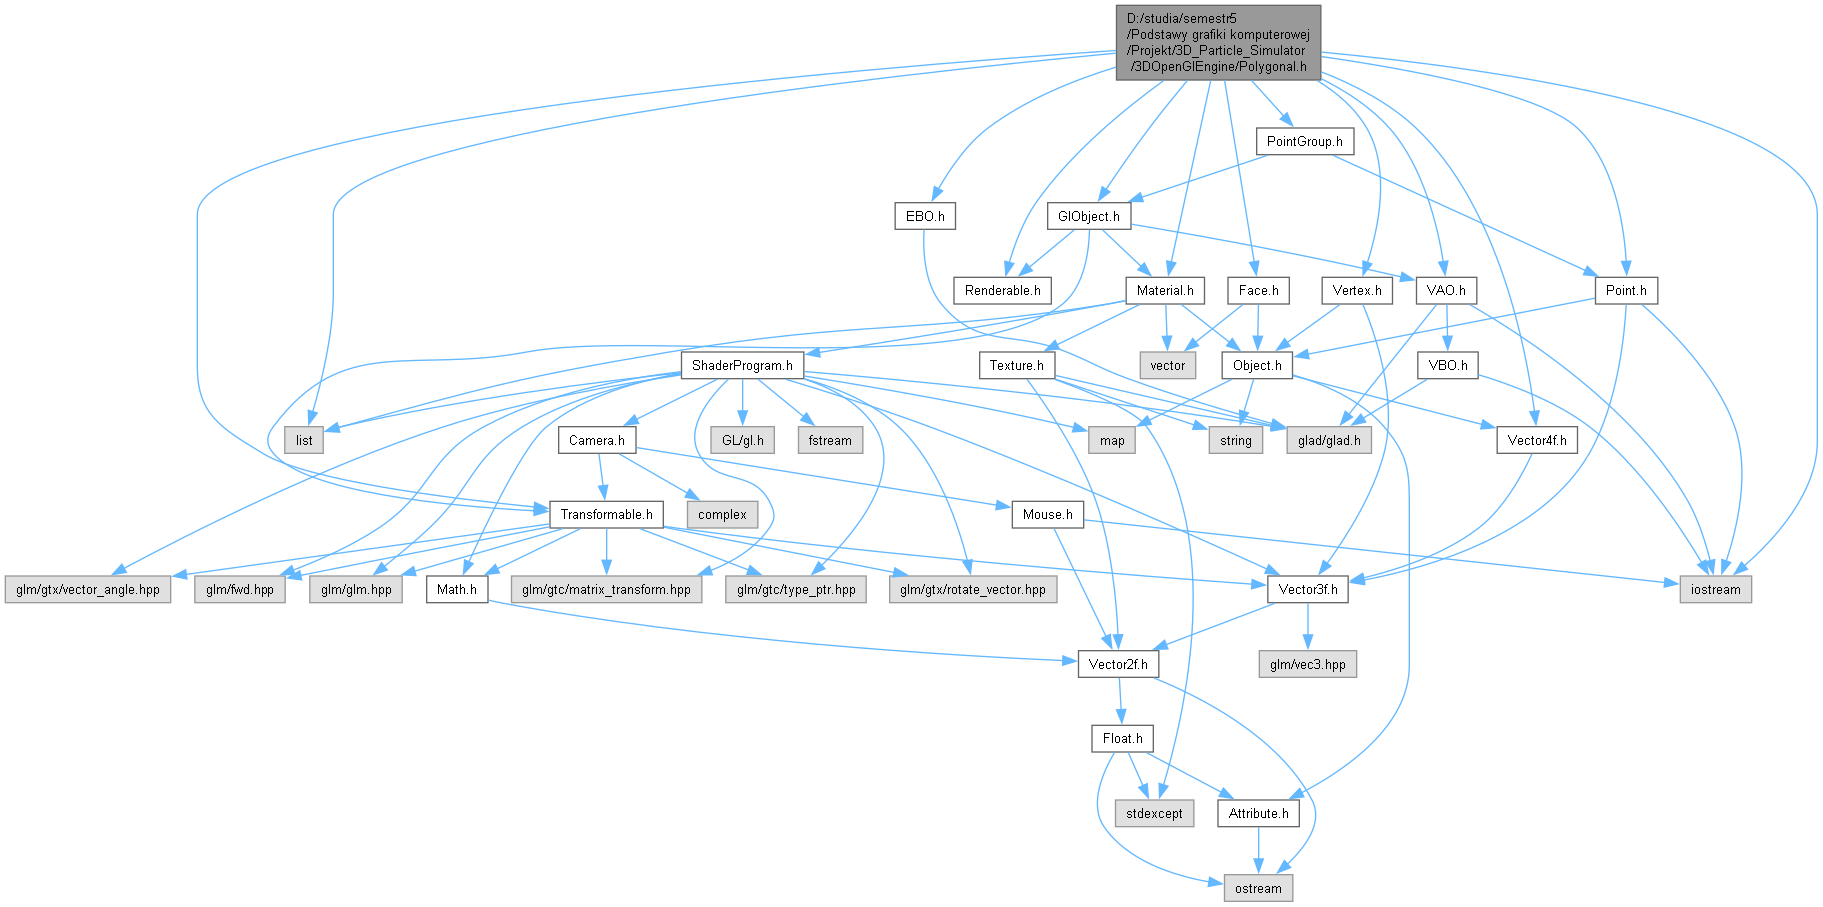 D:/studia/semestr5
/Podstawy grafiki komputerowej
/Projekt/3D_Particle_Simulator
/3DOpenGlEngine/Polygonal.h
PointGroup.h
EBO.h
GlObject.h
Renderable.h
Material.h
Face.h
Vertex.h
VAO.h
Point.h
ShaderProgram.h
Texture.h
vector
Object.h
VBO.h
list
Camera.h
GL/gl.h
fstream
map
string
glad/glad.h
Vector4f.h
Transformable.h
complex
Mouse.h
glm/gtx/vector_angle.hpp
glm/fwd.hpp
glm/glm.hpp
Math.h
glm/gtc/matrix_transform.hpp
glm/gtc/type_ptr.hpp
glm/gtx/rotate_vector.hpp
Vector3f.h
iostream
Vector2f.h
glm/vec3.hpp
Float.h
stdexcept
Attribute.h
ostream